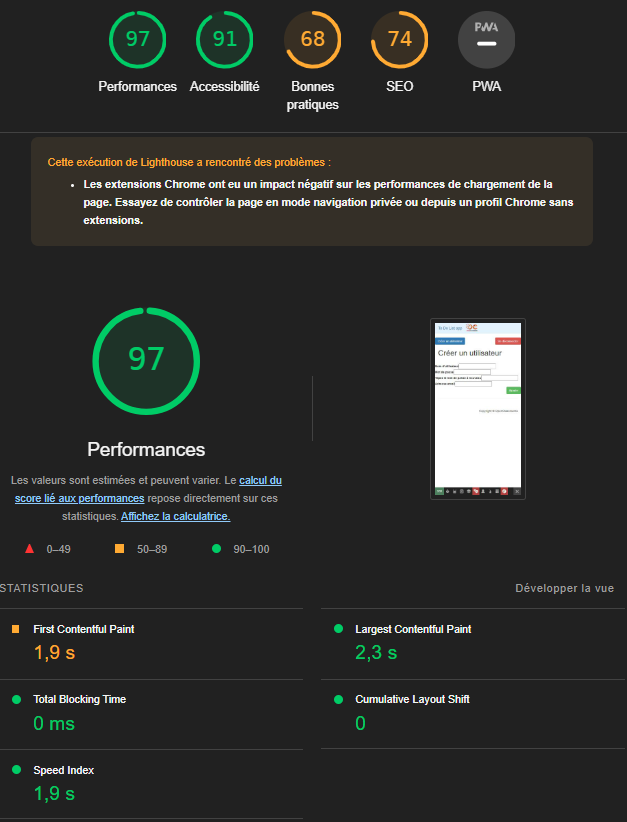 97
91
68
74
PWA
Performances
Accessibilité
Bonnes
pratiques
SEO
PWA
Cette exécution de Lighthouse a rencontré des problèmes :
• Les extensions Chrome ont eu un impact négatif sur les performances de chargement de la
page. Essayez de contrôler la page en mode navigation privée ou depuis un profil Chrome sans
extensions.
97
Performances
Les valeurs sont estimées et peuvent varier. Le calcul du
score lié aux performances repose directement sur ces
statistiques. Affichez la calculatrice.
0–49
50–89
90–100
To Do List app
Créer un utilisateur
STATISTIQUES
Développer la vue
First Contentful Paint
1,9 s
Largest Contentful Paint
2,3 s
Total Blocking Time
0 ms
Cumulative Layout Shift
0
Speed Index
1,9 s